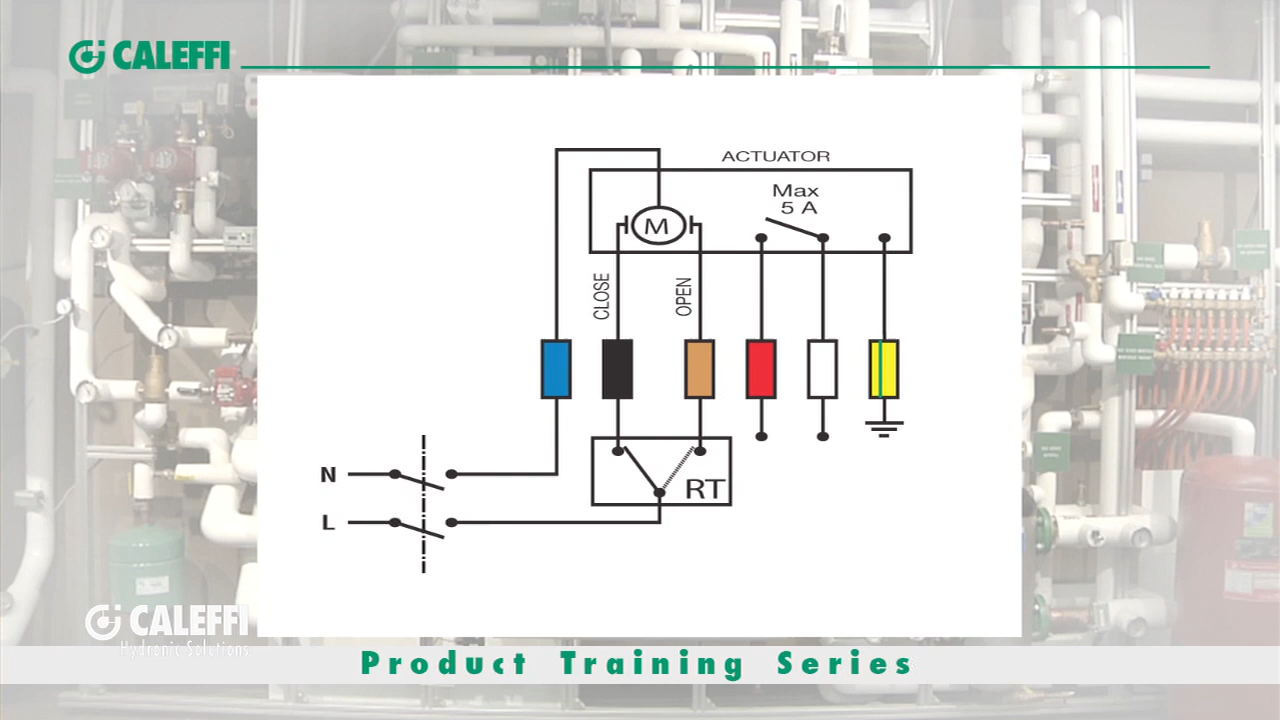 CALEFFI
ACTUATOR
Max
5 A
M
CLOSE
OPEN
N
RT
L
CALEFFI
Hydronic Solutions
Product Training Series